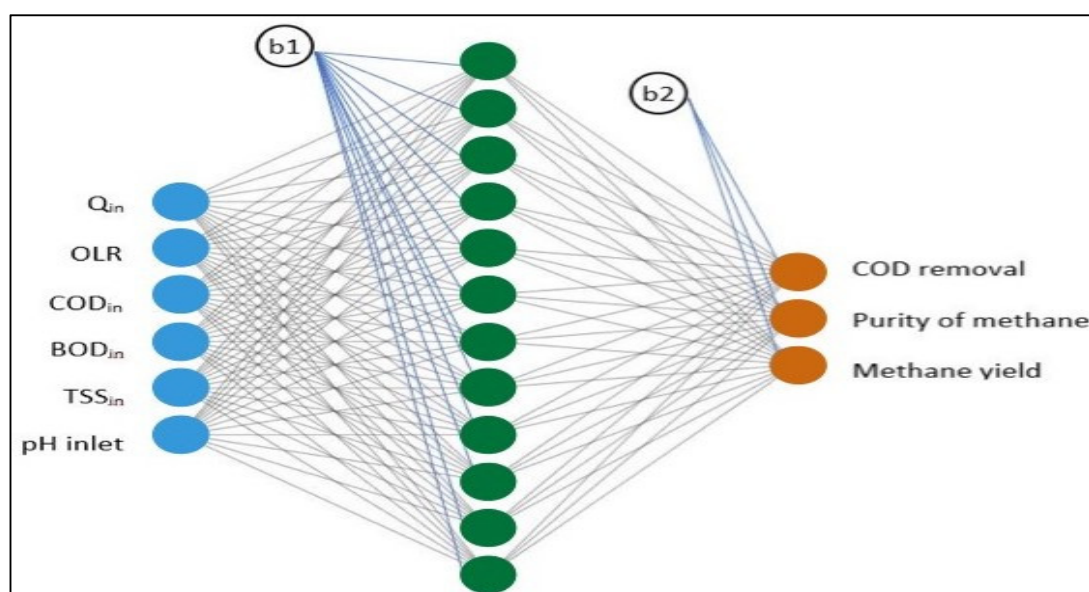 b1
b2
Qin
OLR
CODin
BODin
TSSin
pH inlet
COD removal
Purity of methane
Methane yield